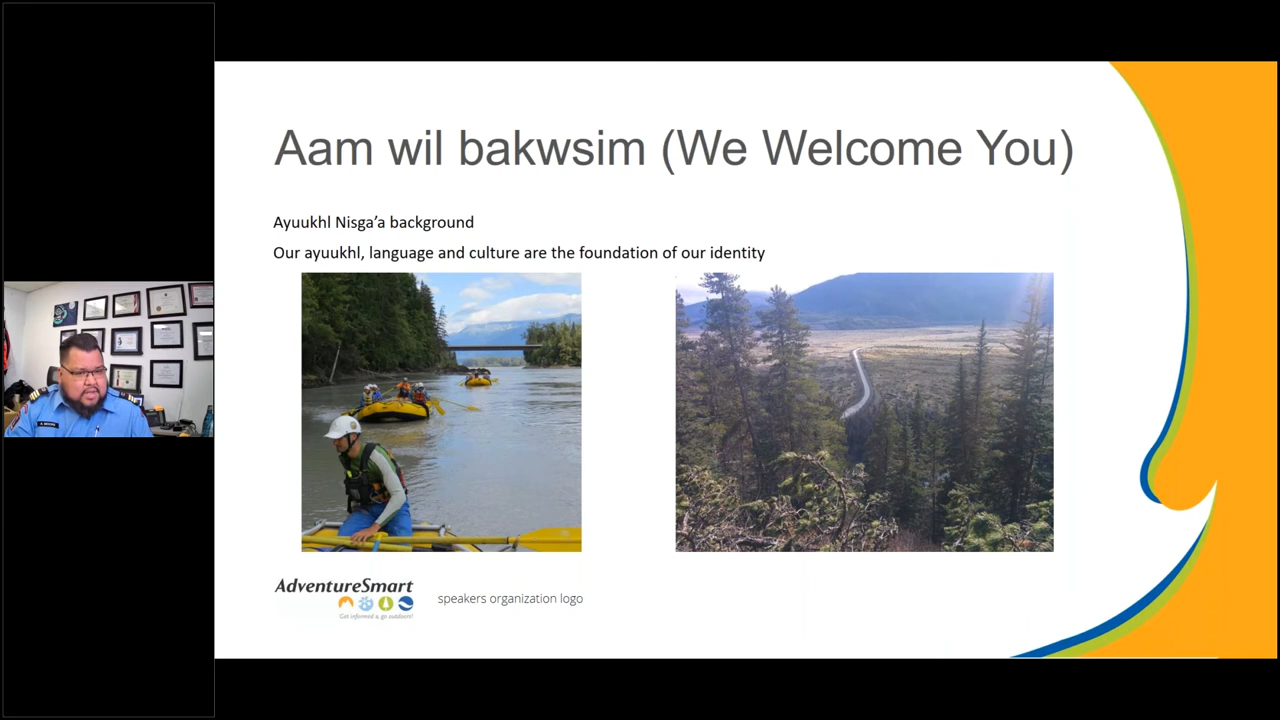 Aam wil bakwsim (We Welcome You)
Ayuukhl Nisga’a background
Our ayuukhl, language and culture are the foundation of our identity
AdventureSmart
Get informed & go outdoors!
speakers organization logo